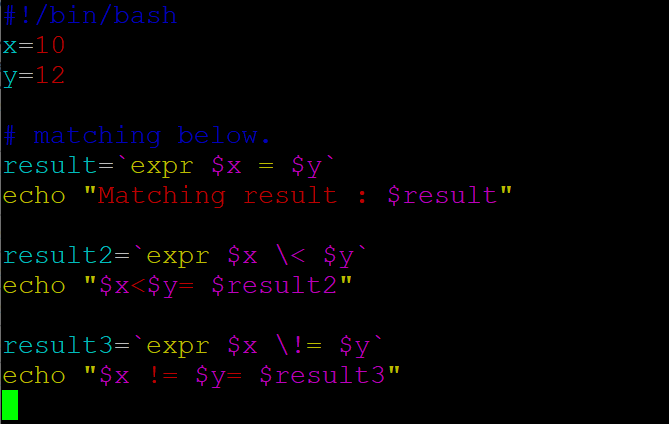 #!/bin/bash
x=10
y=12
# matching below.
result=`expr $x = $y`
echo "Matching result : $result"
result2=`expr $x \< $y`
echo "$x<$y= $result2"
result3=`expr $x \!= $y`
echo "$x != $y= $result3"